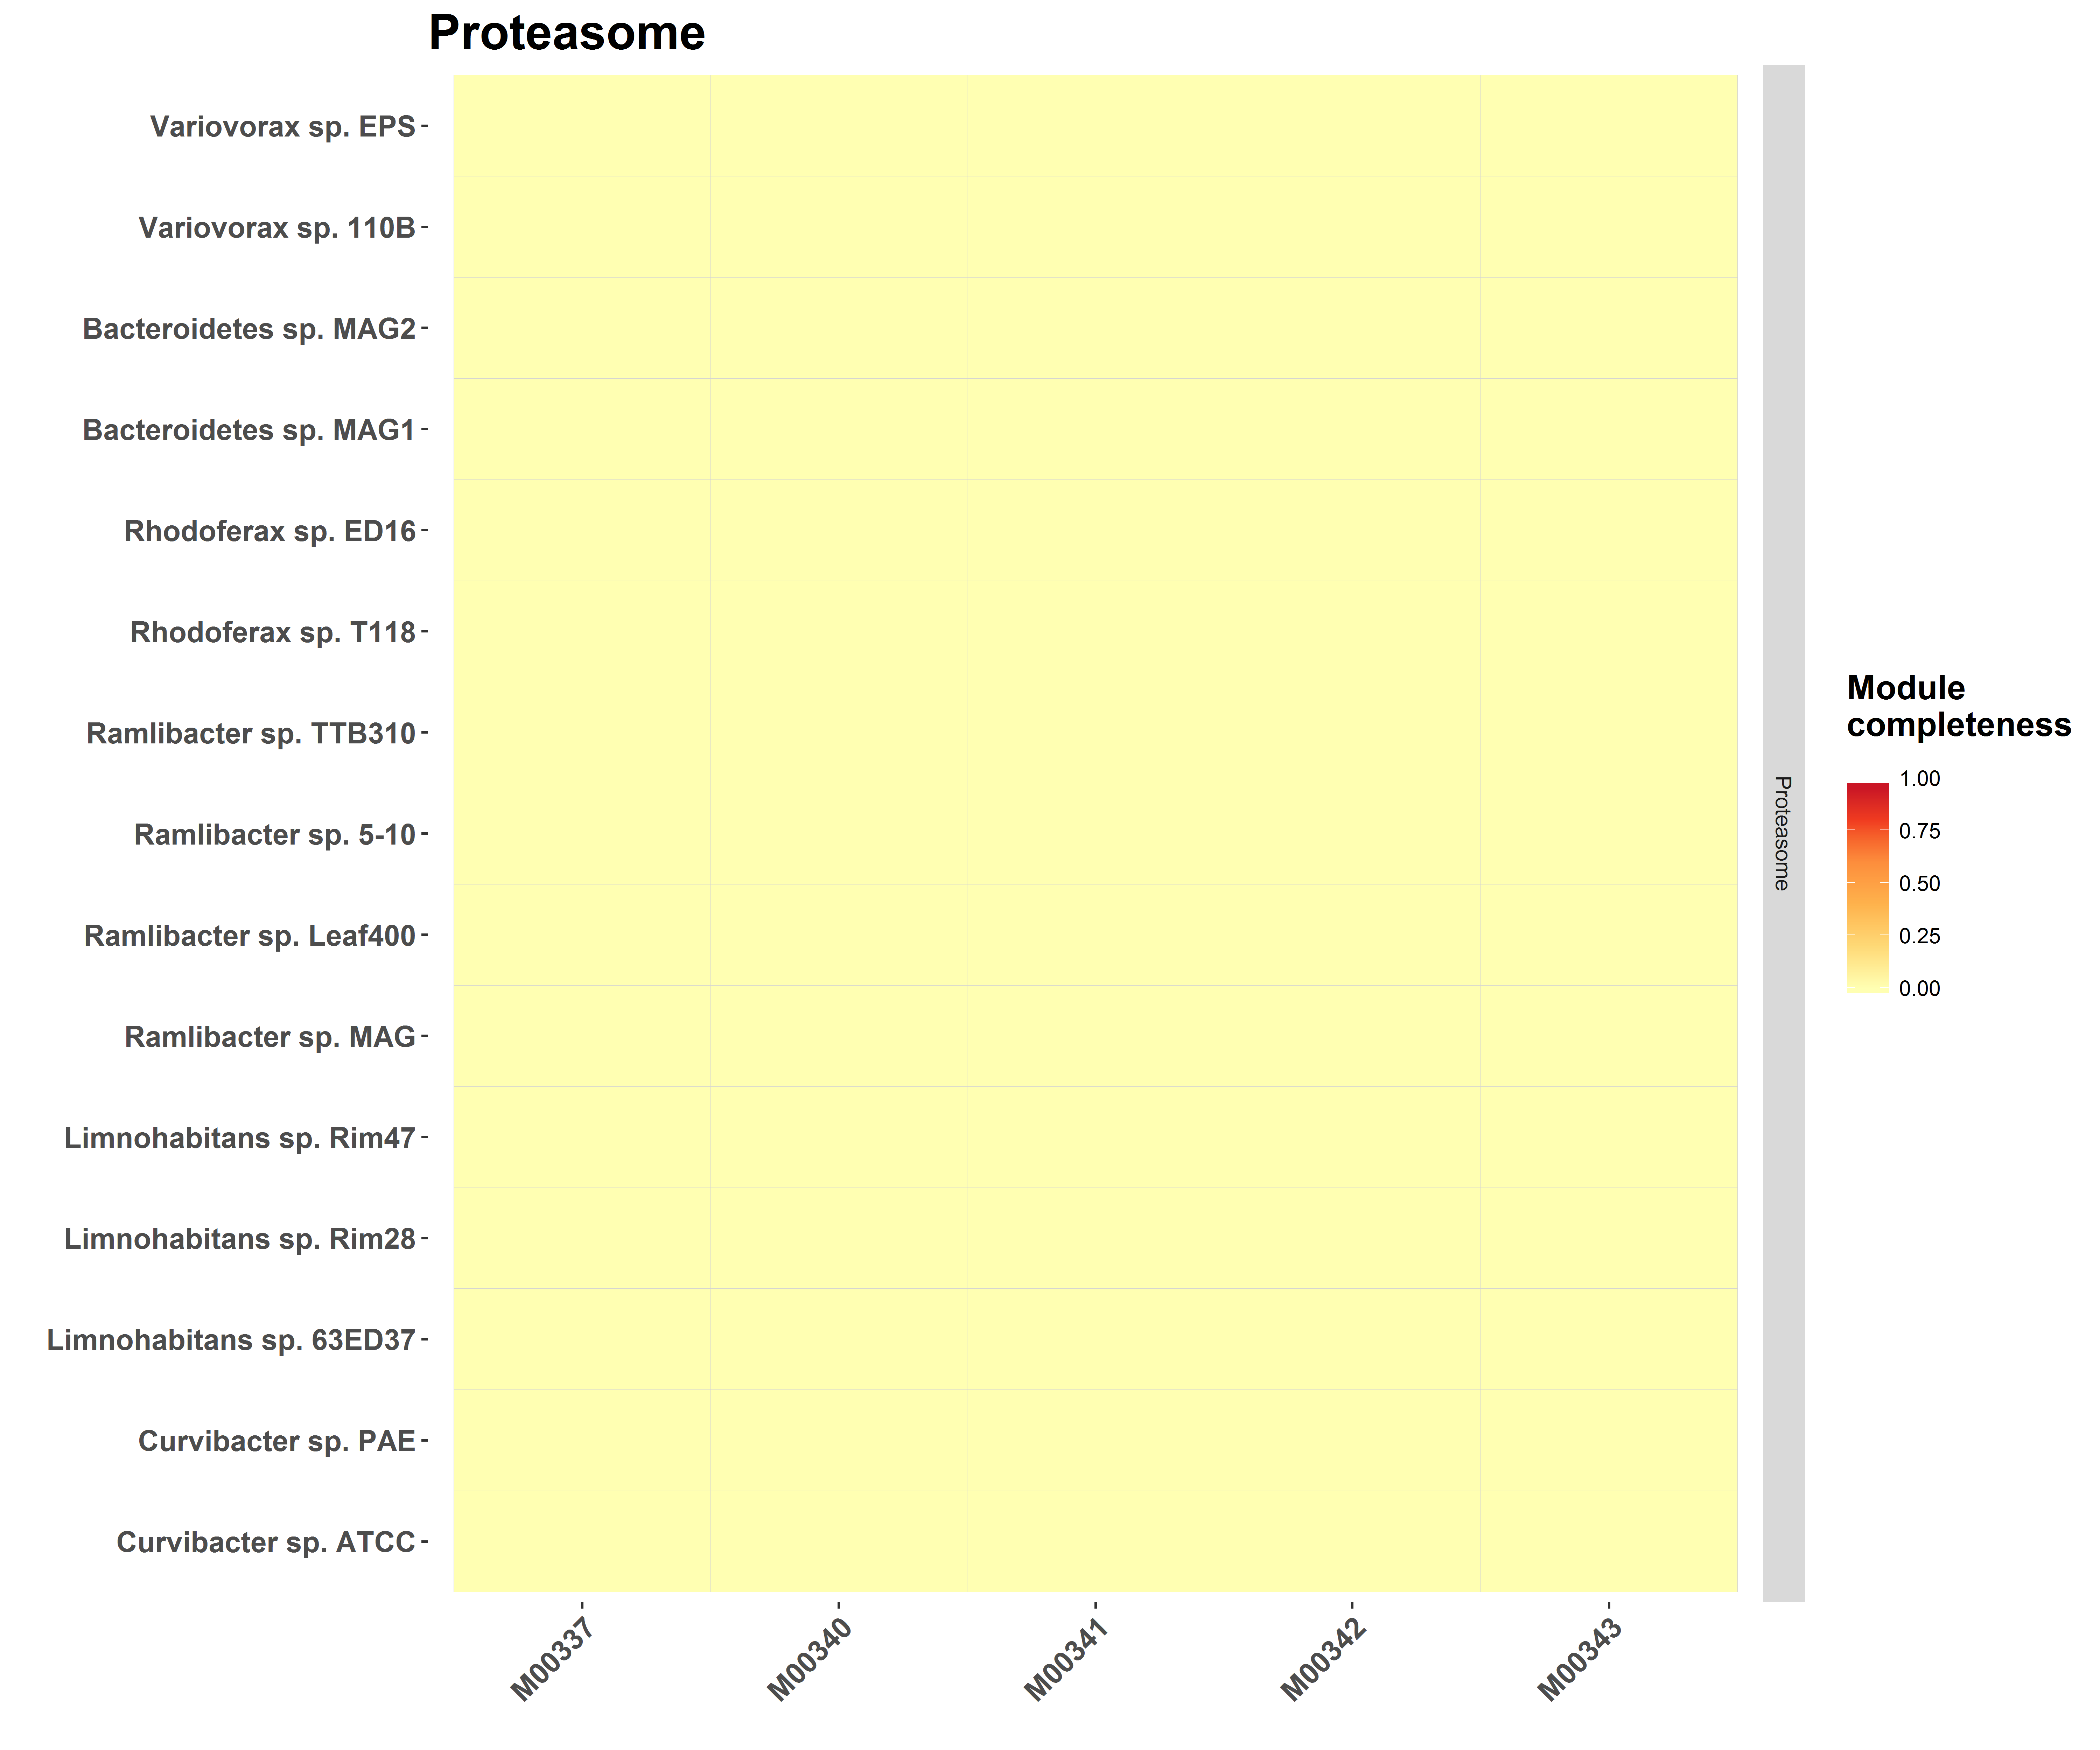 Proteasome
Variovorax sp. EPS
Variovorax sp. 110B
Bacteroidetes sp. MAG2
Bacteroidetes sp. MAG1
Rhodoferax sp. ED16
Rhodoferax sp. T118
Ramlibacter sp. TTB310
Ramlibacter sp. 5-10
Ramlibacter sp. Leaf400
Ramlibacter sp. MAG
Limnohabitans sp. Rim47
Limnohabitans sp. Rim28
Limnohabitans sp. 63ED37
Curvibacter sp. PAE
Curvibacter sp. ATCC
M00337
M00340
M00341
M00342
M00343
Proteasome
Module
completeness
1.00
0.75
0.50
0.25
0.00